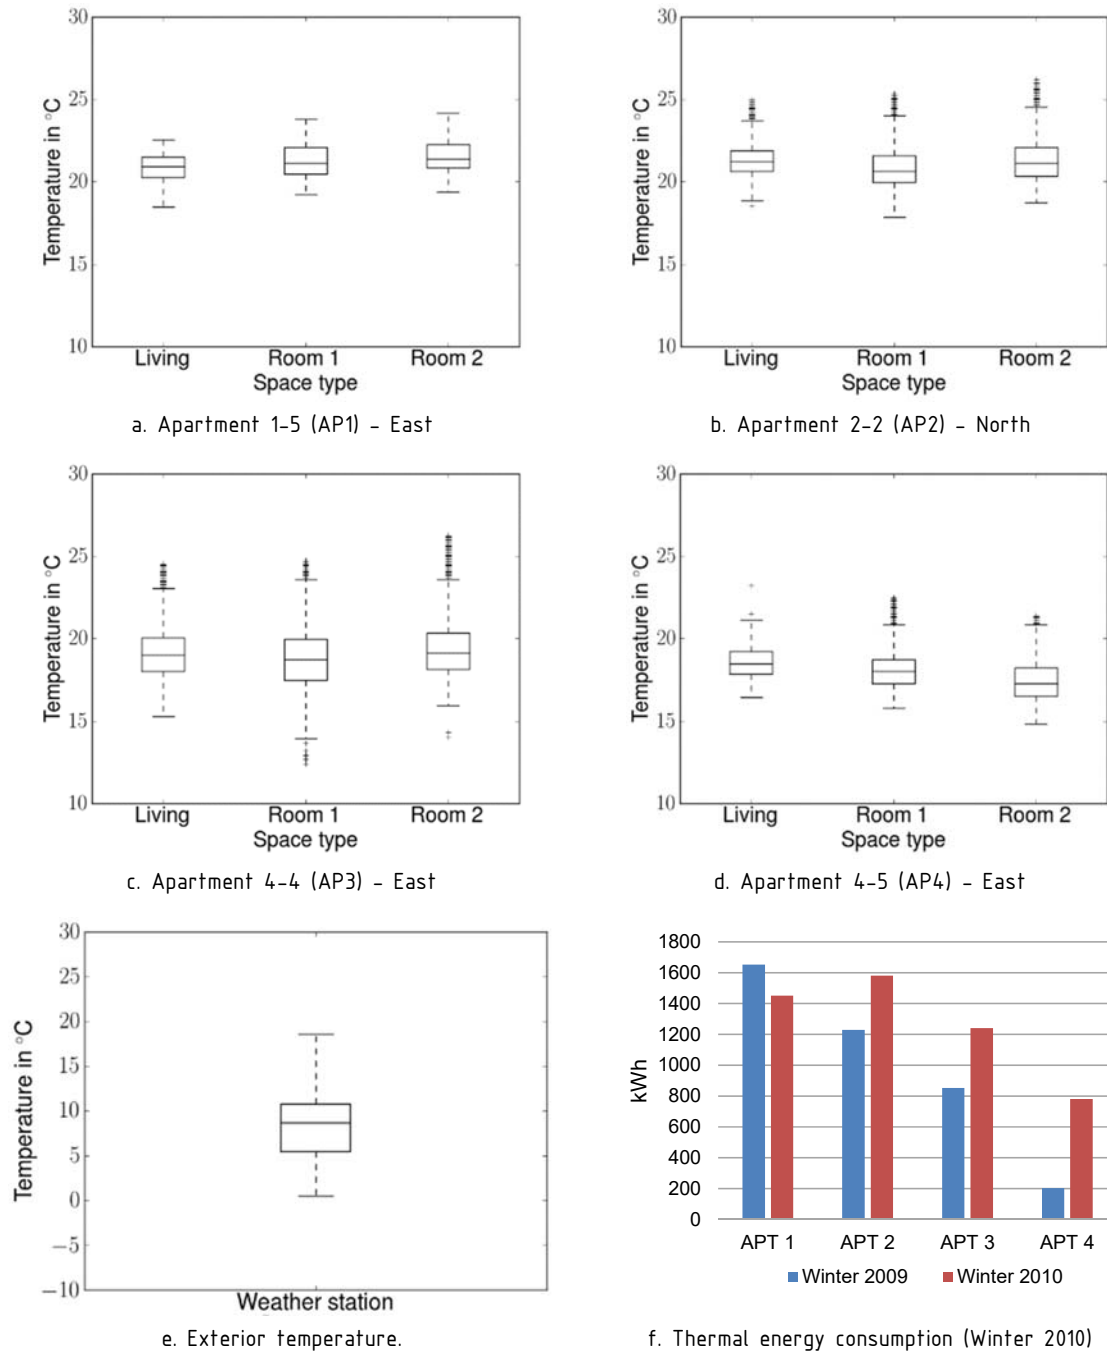 30
25
20
15
10
Temperature in °C
Living Room 1 Room 2
Space type
a. Apartment 1-5 (AP1) - East
30
25
20
15
10
Temperature in °C
Living Room 1 Room 2
Space type
b. Apartment 2-2 (AP2) - North
30
25
20
15
10
Temperature in °C
Living Room 1 Room 2
Space type
c. Apartment 4-4 (AP3) - East
30
25
20
15
10
Temperature in °C
Living Room 1 Room 2
Space type
d. Apartment 4-5 (AP4) - East
30
25
20
15
10
5
0
−5
−10
Temperature in °C
Weather station
e. Exterior temperature.
1800
1600
1400
1200
1000
800
600
400
200
0
kWh
APT 1 APT 2 APT 3 APT 4
Winter 2009 Winter 2010
f. Thermal energy consumption (Winter 2010)